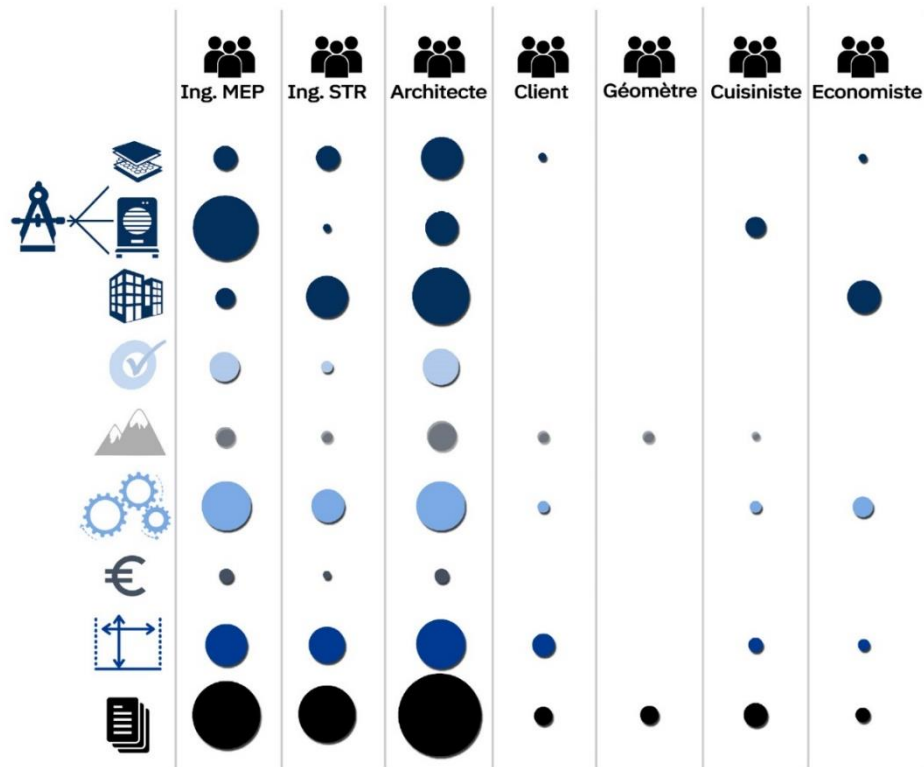 Ing. MEP
Ing. STR
Architecte
Client
Géomètre
Cuisiniste
Economiste
€